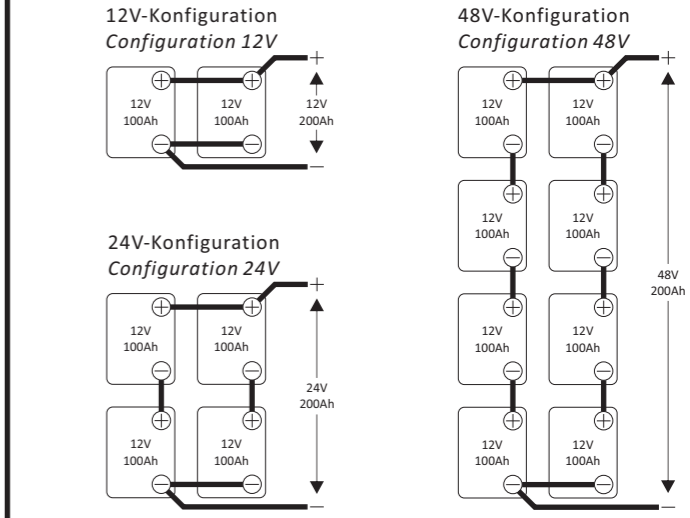 12V-Konfiguration
Configuration 12V
+
+ +
12V 12V
100Ah 100Ah
12V
200Ah
− −
−
24V-Konfiguration
Configuration 24V
+
+ +
12V 12V
100Ah 100Ah
− −
24V
200Ah
+ +
12V 12V
100Ah 100Ah
− −
−
48V-Konfiguration
Configuration 48V
+
+ +
12V 12V
100Ah 100Ah
− −
+ +
12V 12V
100Ah 100Ah
− −
48V
200Ah
+ +
12V 12V
100Ah 100Ah
− −
+ +
12V 12V
100Ah 100Ah
− −
−